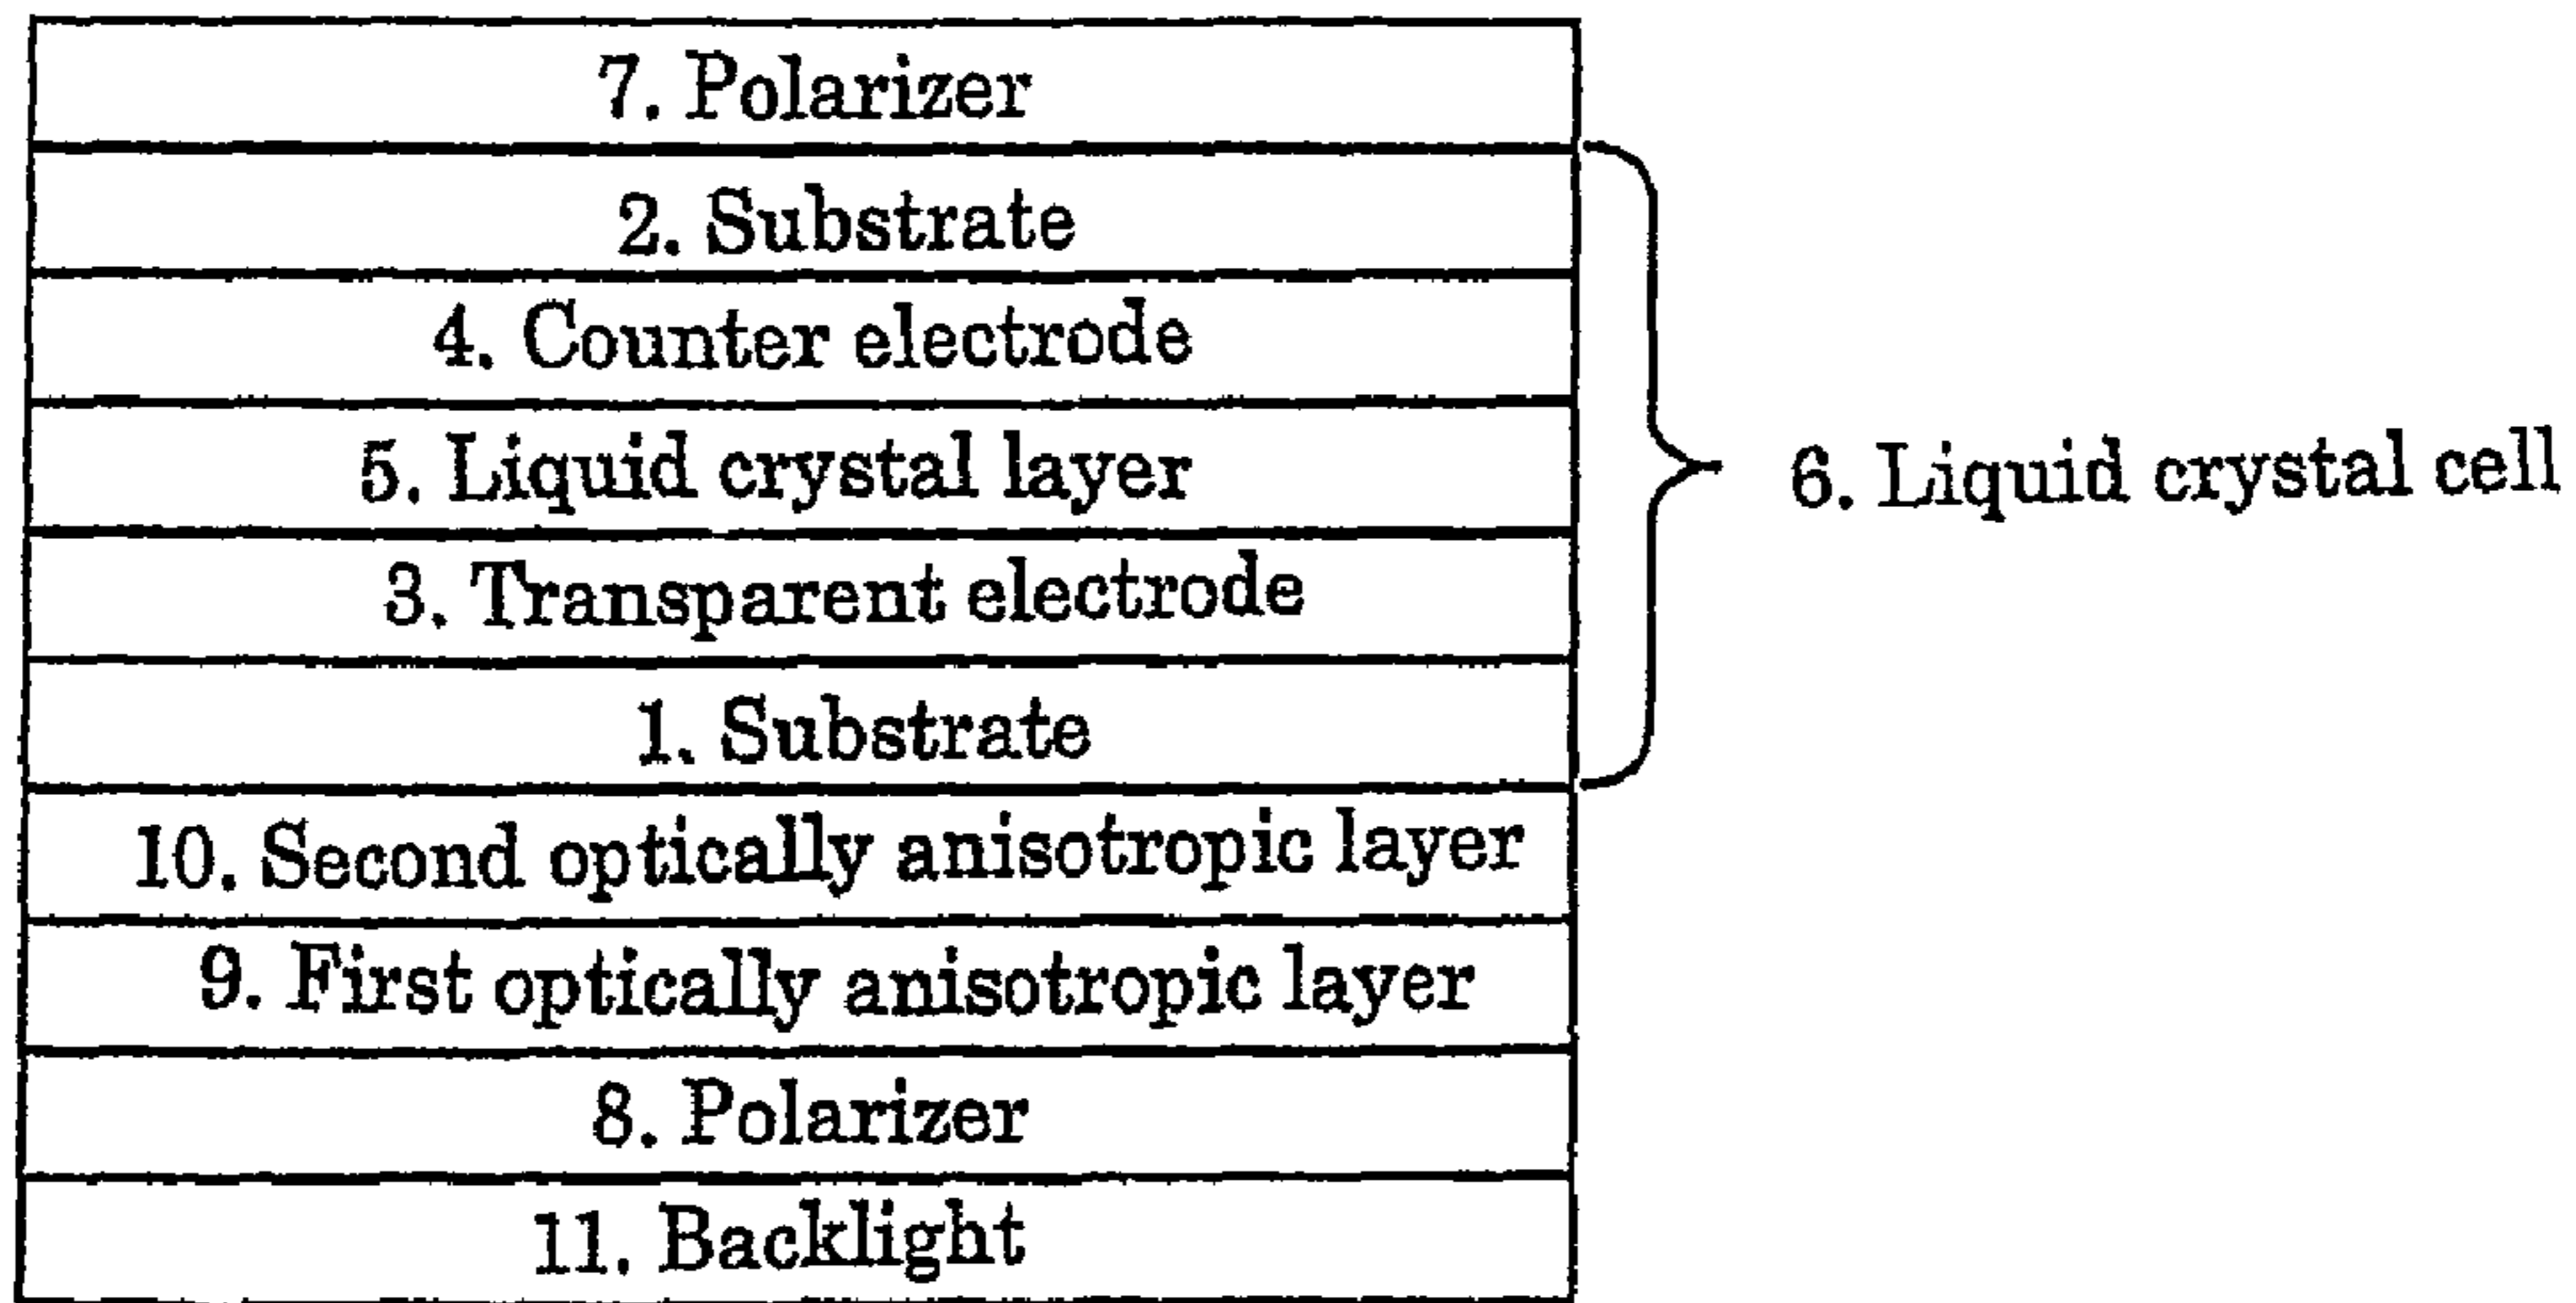 7. Polarizer
2. Substrate
4. Counter electrode
5. Liquid crystal layer
6. Liquid crystal cell
3. Transparent electrode
1. Substrate
10. Second optically anisotropic layer
9. First optically anisotropic layer
8. Polarizer
11. Backlight